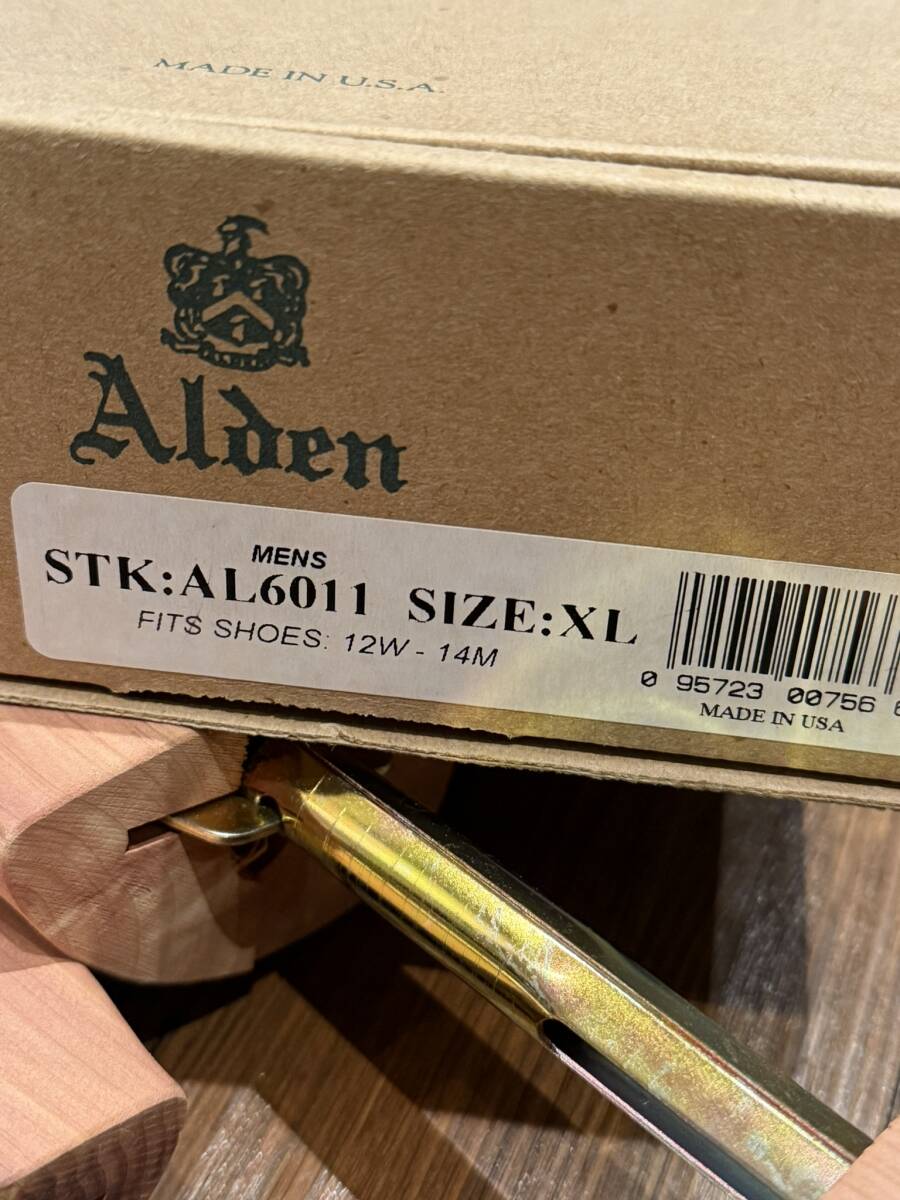 MADE IN U.S.A.
Alden
MENS
STK:AL6011 SIZE:XL
FITS SHOES: 12W - 14M
0 95723 00756
MADE IN USA